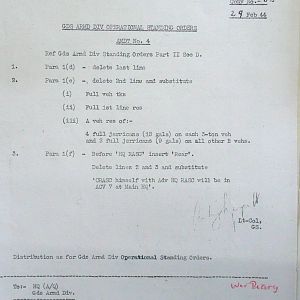 Copy No.
29 Feb 44
GDS ARMD DIV OPERATIONAL STANDING ORDERS
AMDT No. 4
Ref Gds Armd Div Standing Orders Part II Sec D.
1. Para 1(d) - delete last line
2. Para 1(e) -, delete 2nd line and substitute
(i) Full veh tks
(ii) Full 1st line res
(iii) A veh res of:-
4 full jerricans (18 gals) on each 3-ton veh
and 2 full jerricans (9 gals) on all other B vehs.
3. Para 1(f) - Before 'HQ RASC' insert 'Rear'.
Delete lines 2 and 3 and substitute
'CRASC himself with Adv HQ RASC will be in
ACV 7 at Main HQ'.
Lt-Col,
GS.
Distribution as for Gds Armd Div Operational Standing Orders.
To:- HQ (A/Q)
Gds Armd Div.
War Diary